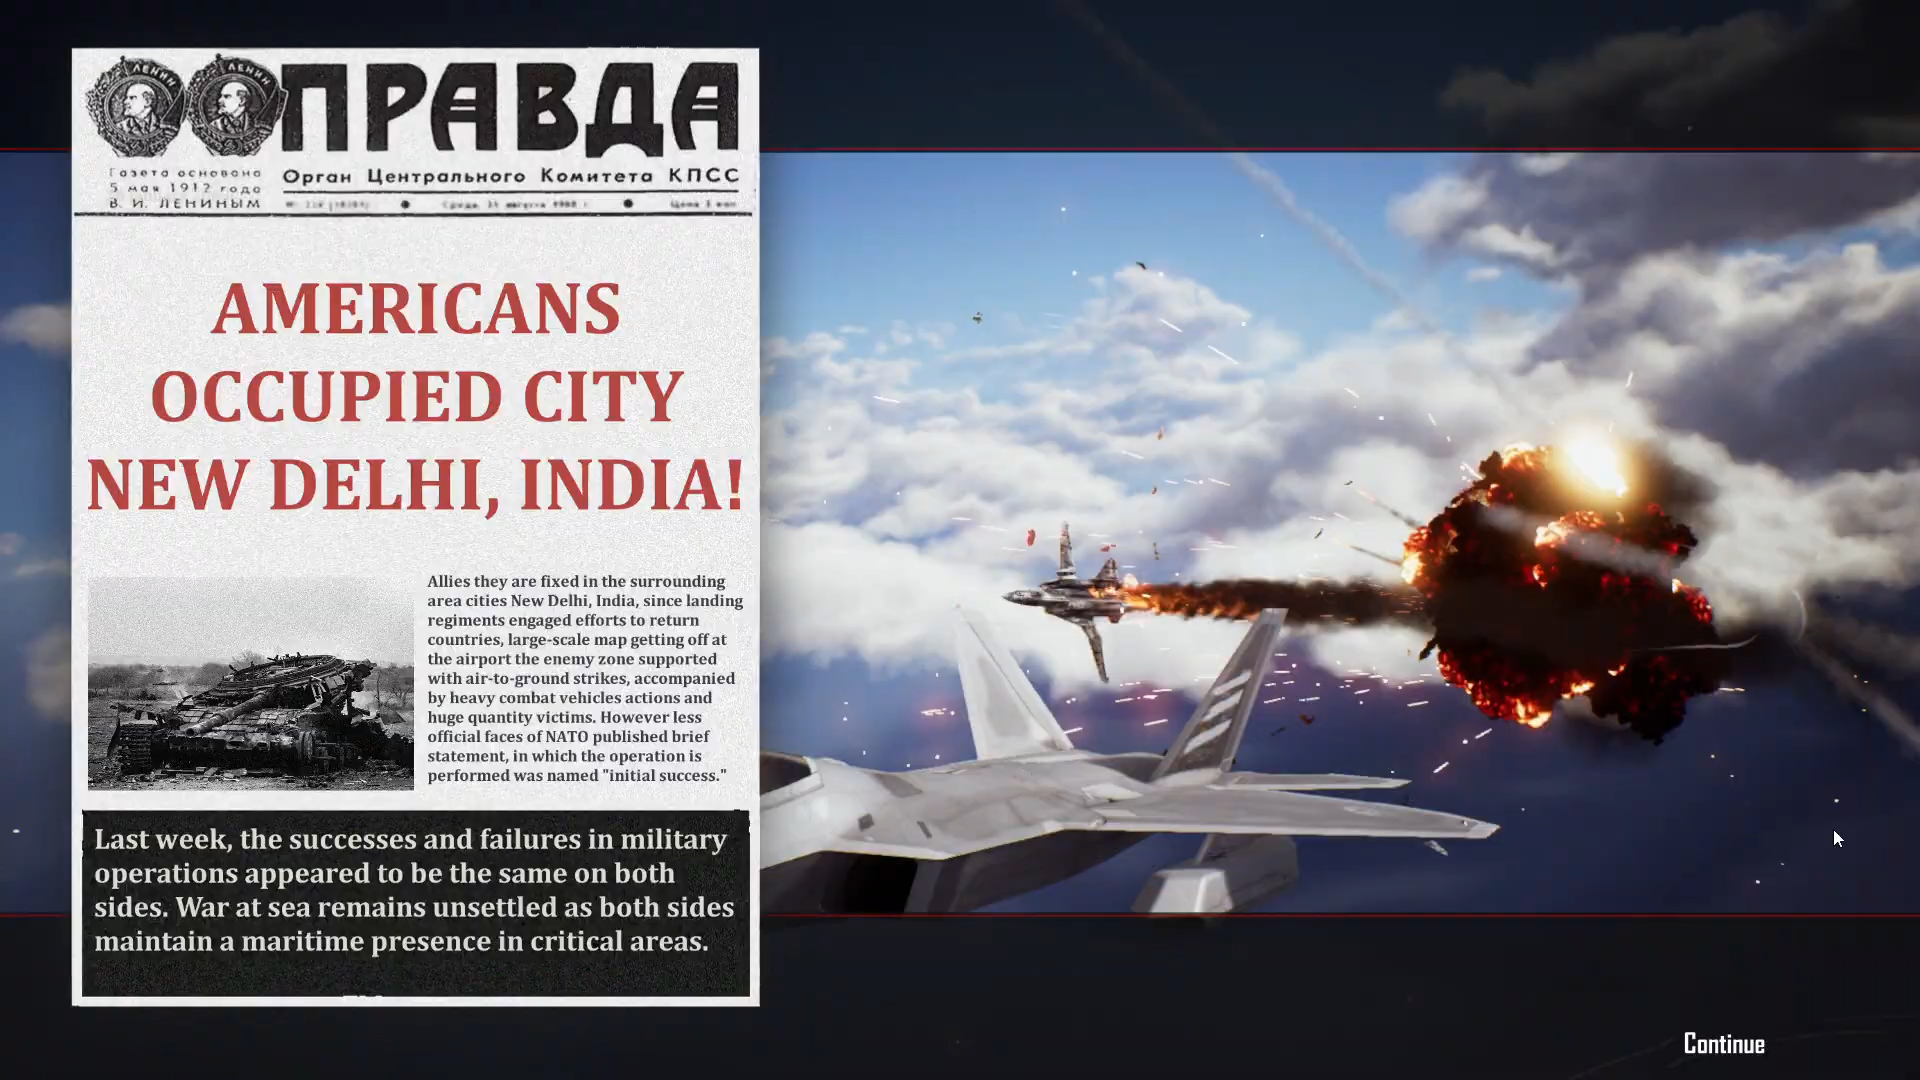 ЛЕНИН
ЛЕНИН
ПРАВДА
Газета основана
5 мая 1912 года
В. И. ЛЕНИНЫМ
Орган Центрального Комитета КПСС
AMERICANS
OCCUPIED CITY
NEW DELHI, INDIA!
Allies they are fixed in the surrounding
area cities New Delhi, India, since landing
regiments engaged efforts to return
countries, large-scale map getting off at
the airport the enemy zone supported
with air-to-ground strikes, accompanied
by heavy combat vehicles actions and
huge quantity victims. However less
official faces of NATO published brief
statement, in which the operation is
performed was named "initial success."
Last week, the successes and failures in military
operations appeared to be the same on both
sides. War at sea remains unsettled as both sides
maintain a maritime presence in critical areas.
Continue